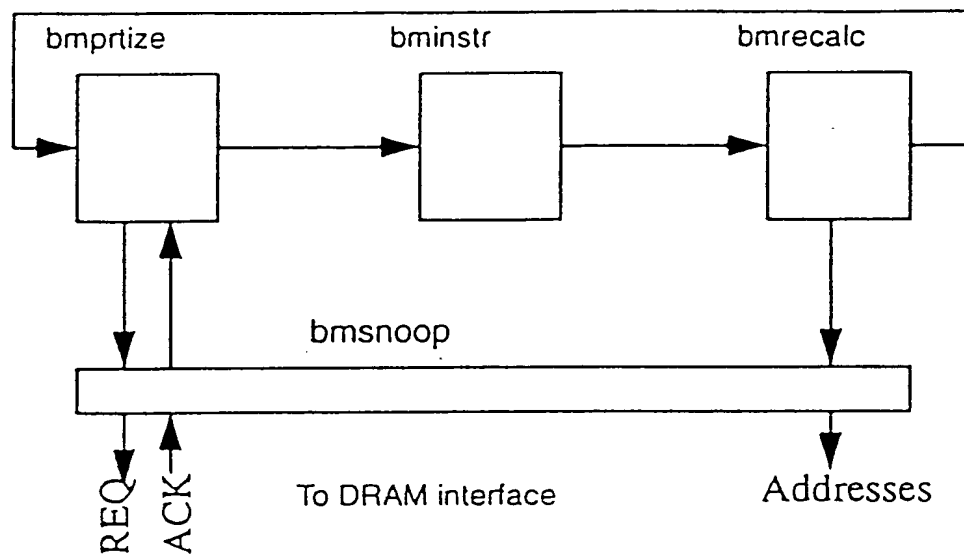 bmprtize
bminstr
bmrecalc
bmsnoop
REQ
ACK
To DRAM interface
Addresses